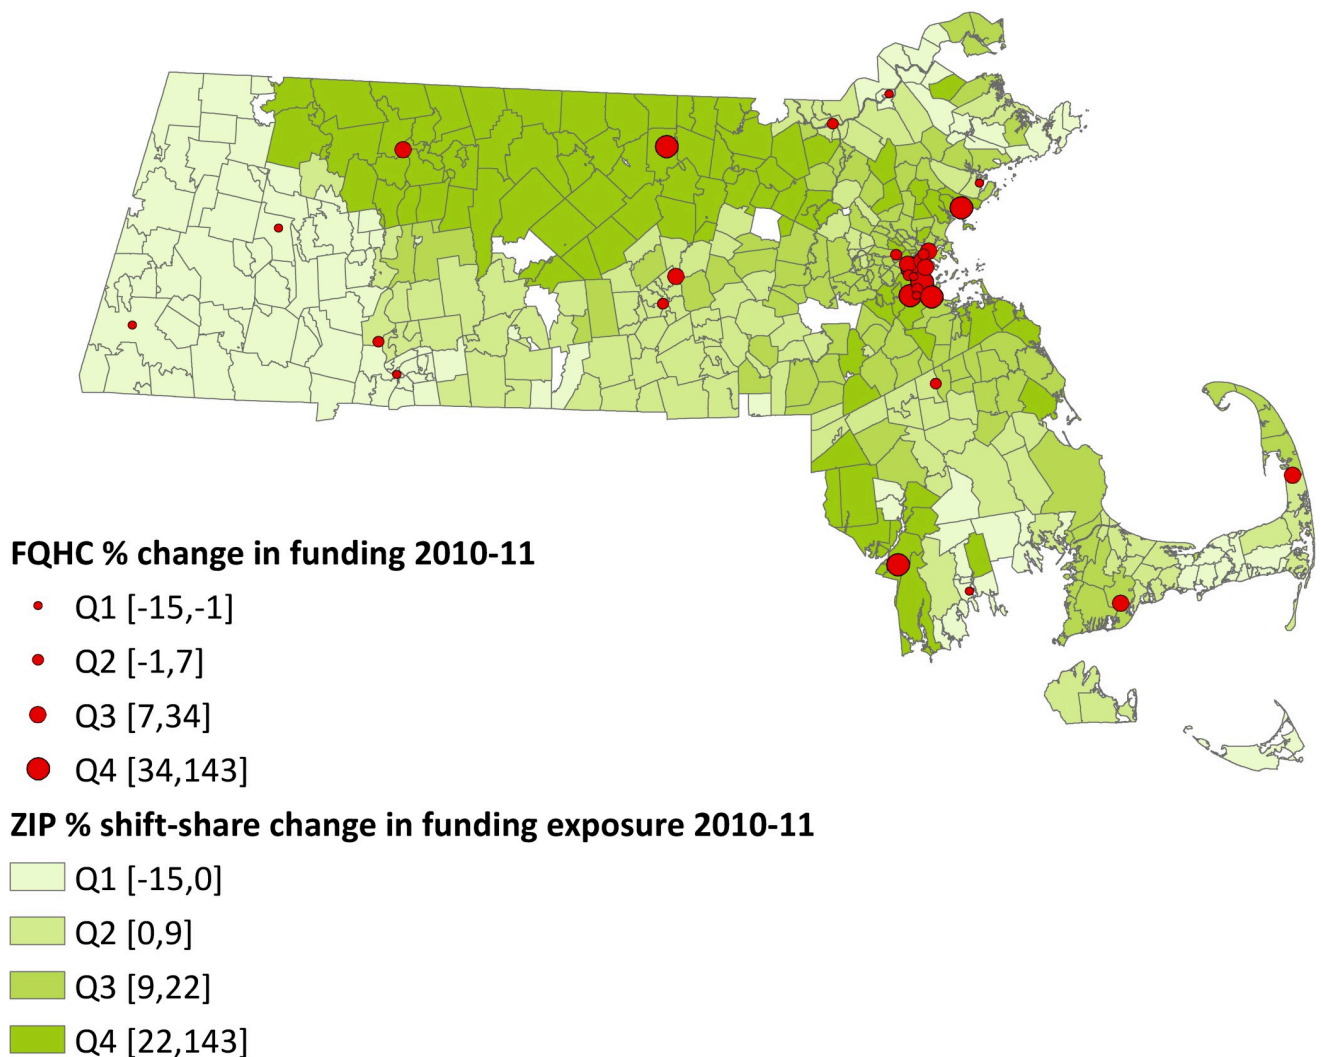 FQHC % change in funding 2010-11
Q1 [-15,-1]
Q2 [-1,7]
Q3 [7,34]
Q4 [34,143]
ZIP % shift-share change in funding exposure 2010-11
Q1 [-15,0]
Q2 [0,9]
Q3 [9,22]
Q4 [22,143]